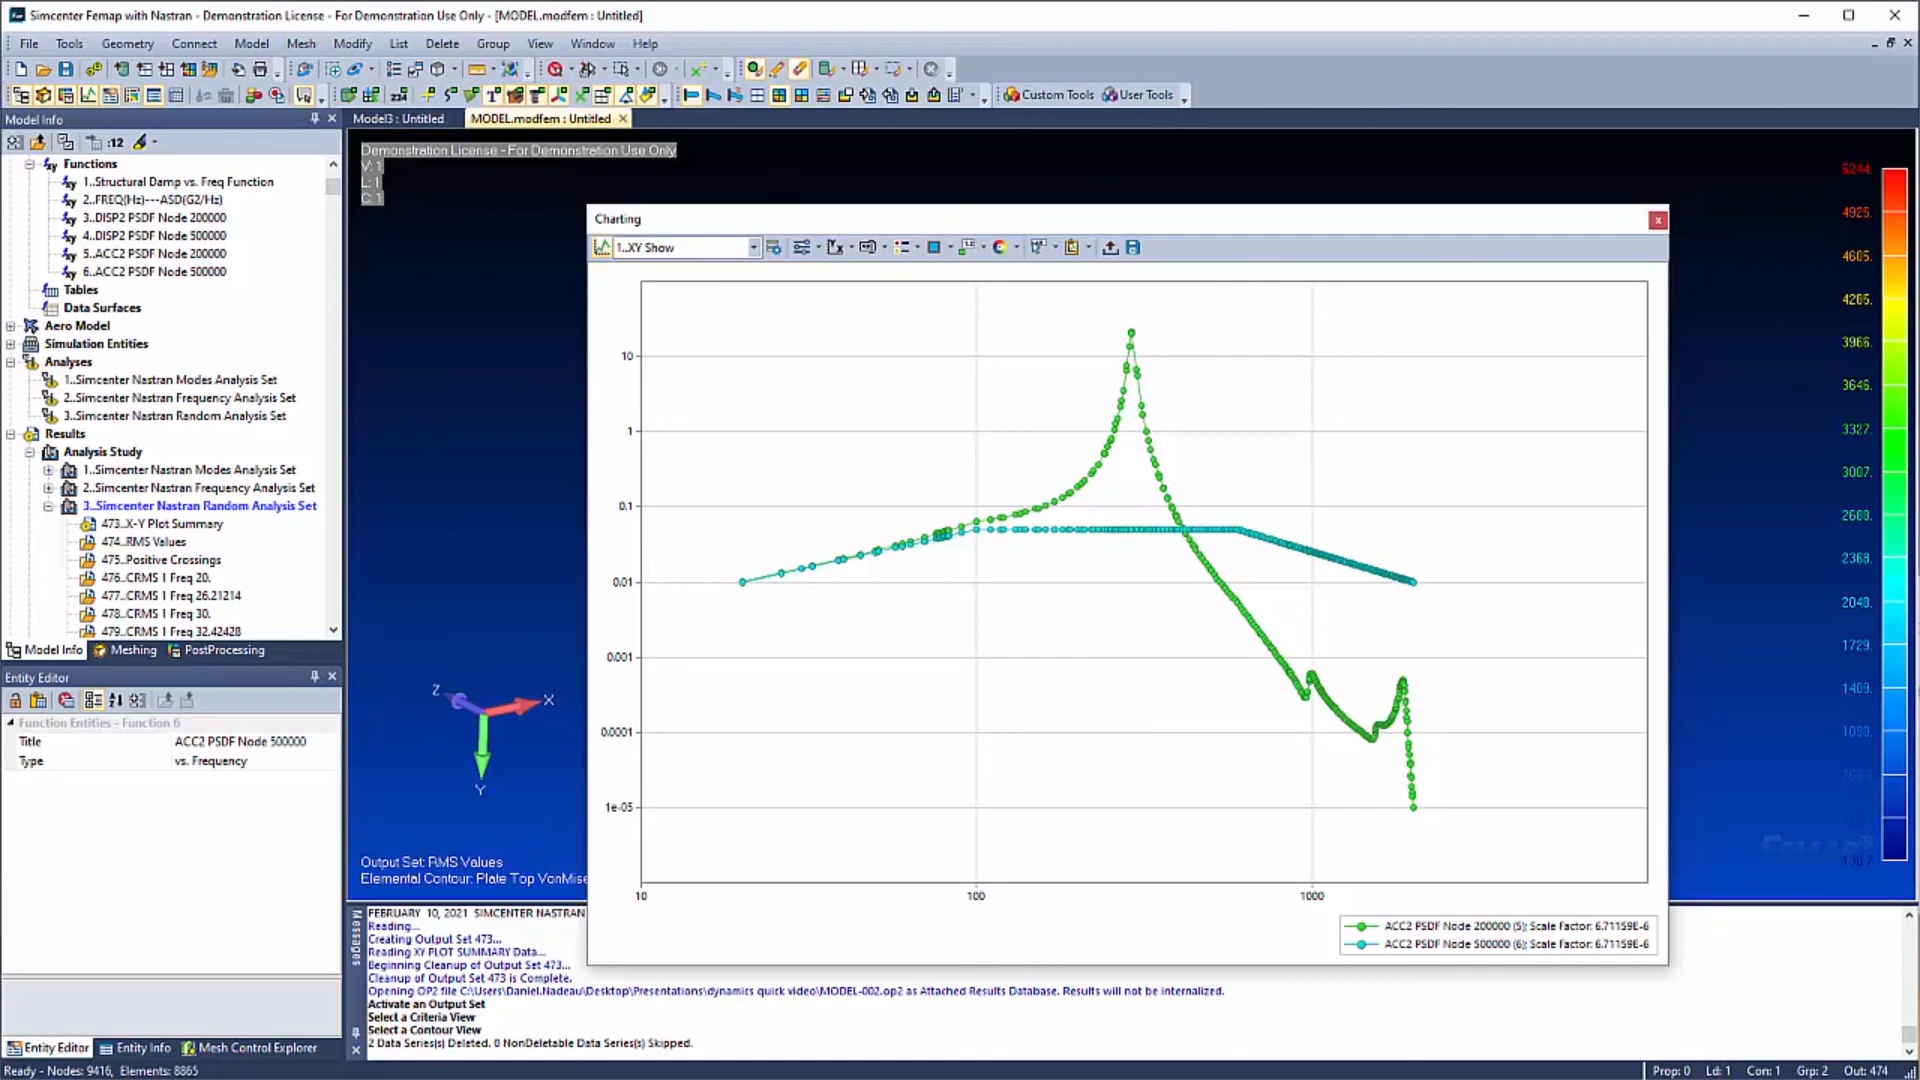 Simcenter Femap with Nastran - Demonstration License - For Demonstration Use Only - [MODEL.modfem : Untitled]
File Tools Geometry Connect Model Mesh Modify List Delete Group View Window Help
Custom Tools User Tools
Model Info
Model3 : Untitled
MODEL.modfem : Untitled
:12
Functions
1..Structural Damp vs. Freq Function
2..FREQ(Hz)---ASD(G2/Hz)
3..DISP2 PSDF Node 200000
4..DISP2 PSDF Node 500000
5..ACC2 PSDF Node 200000
6..ACC2 PSDF Node 500000
Tables
Data Surfaces
Aero Model
Simulation Entities
Analyses
1..Simcenter Nastran Modes Analysis Set
2..Simcenter Nastran Frequency Analysis Set
3..Simcenter Nastran Random Analysis Set
Results
Analysis Study
1..Simcenter Nastran Modes Analysis Set
2..Simcenter Nastran Frequency Analysis Set
3..Simcenter Nastran Random Analysis Set
473..X-Y Plot Summary
474..RMS Values
475..Positive Crossings
476..CRMS 1 Freq 20.
477..CRMS 1 Freq 26.21214
478..CRMS 1 Freq 30.
479..CRMS 1 Freq 32.42428
Model Info Meshing PostProcessing
Entity Editor
Function Entities - Function 6
Title ACC2 PSDF Node 500000
Type vs. Frequency
Entity Editor Entity Info Mesh Control Explorer
Demonstration License - For Demonstration Use Only
V: 1
L: 1
C: 1
Z
X
Y
Output Set: RMS Values
Elemental Contour: Plate Top VonMise
Charting
1..XY Show
10
1
0.1
0.01
0.001
0.0001
1e-05
10 100 1000
ACC2 PSDF Node 200000 (5); Scale Factor: 6.71159E-6
ACC2 PSDF Node 500000 (6); Scale Factor: 6.71159E-6
5244.
4925.
4605.
4285.
3966.
3646.
3327.
3007.
2688.
2368.
2048.
1729.
1409.
1090.
130.7
Messages
FEBRUARY 10, 2021 SIMCENTER NASTRAN
Reading...
Creating Output Set 473...
Reading XY PLOT SUMMARY Data...
Beginning Cleanup of Output Set 473...
Cleanup of Output Set 473 is Complete.
Opening OP2 file C:\Users\Daniel.Nadeau\Desktop\Presentations\dynamics quick video\MODEL-002.op2 as Attached Results Database. Results will not be internalized.
Activate an Output Set
Select a Criteria View
Select a Contour View
2 Data Series(s) Deleted. 0 NonDeletable Data Series(s) Skipped.
Ready - Nodes: 9416, Elements: 8865
Prop: 0 Ld: 1 Con: 1 Grp: 2 Out: 474